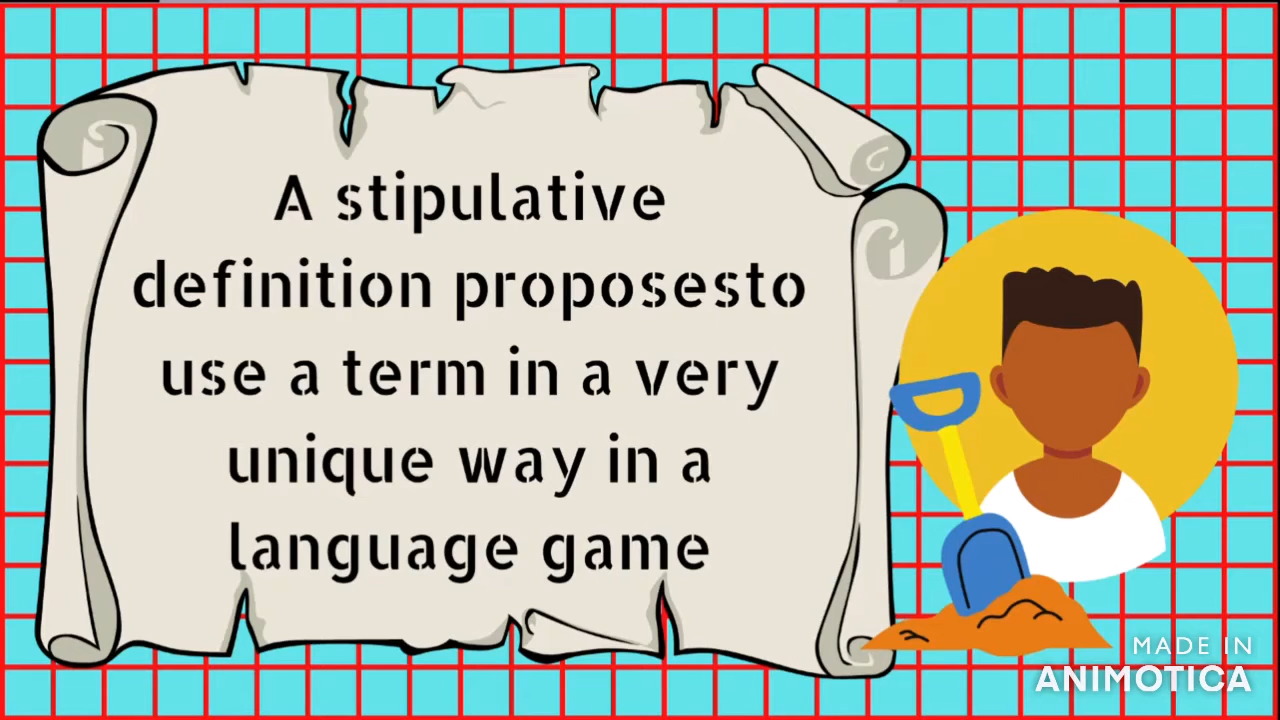 A stipulative
definition proposesto
use a term in a very
unique way in a
language game
MADE IN
ANIMOTICA